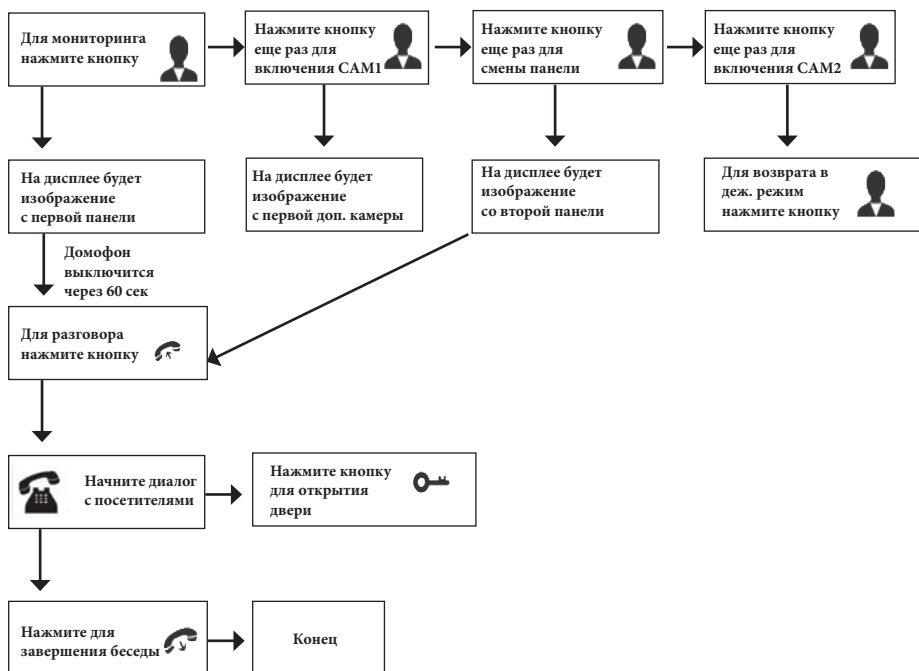 Для мониторинга
нажмите кнопку
Нажмите кнопку
еще раз для
включения САМ1
Нажмите кнопку
еще раз для
смены панели
Нажмите кнопку
еще раз для
включения САМ2
На дисплее будет
изображение
с первой панели
На дисплее будет
изображение
с первой доп. камеры
На дисплее будет
изображение
со второй панели
Для возврата в
деж. режим
нажмите кнопку
Домофон
выключится
через 60 сек
Для разговора
нажмите кнопку
Начните диалог
с посетителями
Нажмите кнопку
для открытия
двери
Нажмите для
завершения беседы
Конец